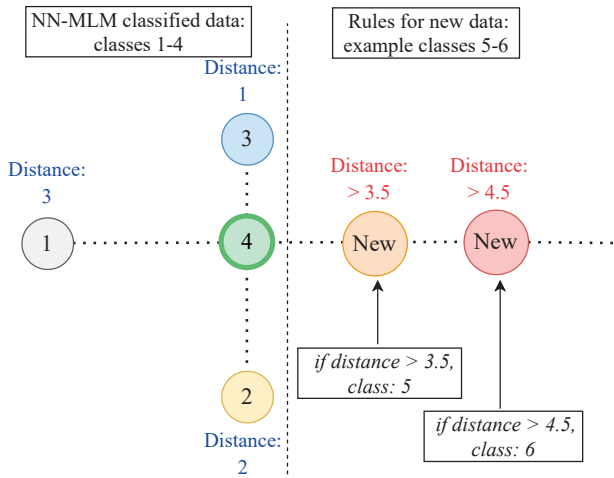 NN-MLM classified data:
classes 1-4
Rules for new data:
example classes 5-6
Distance:
1
3
Distance:
3
Distance:
> 3.5
Distance:
> 4.5
1
4
New
New
if distance > 3.5,
class: 5
2
if distance > 4.5,
class: 6
Distance:
2